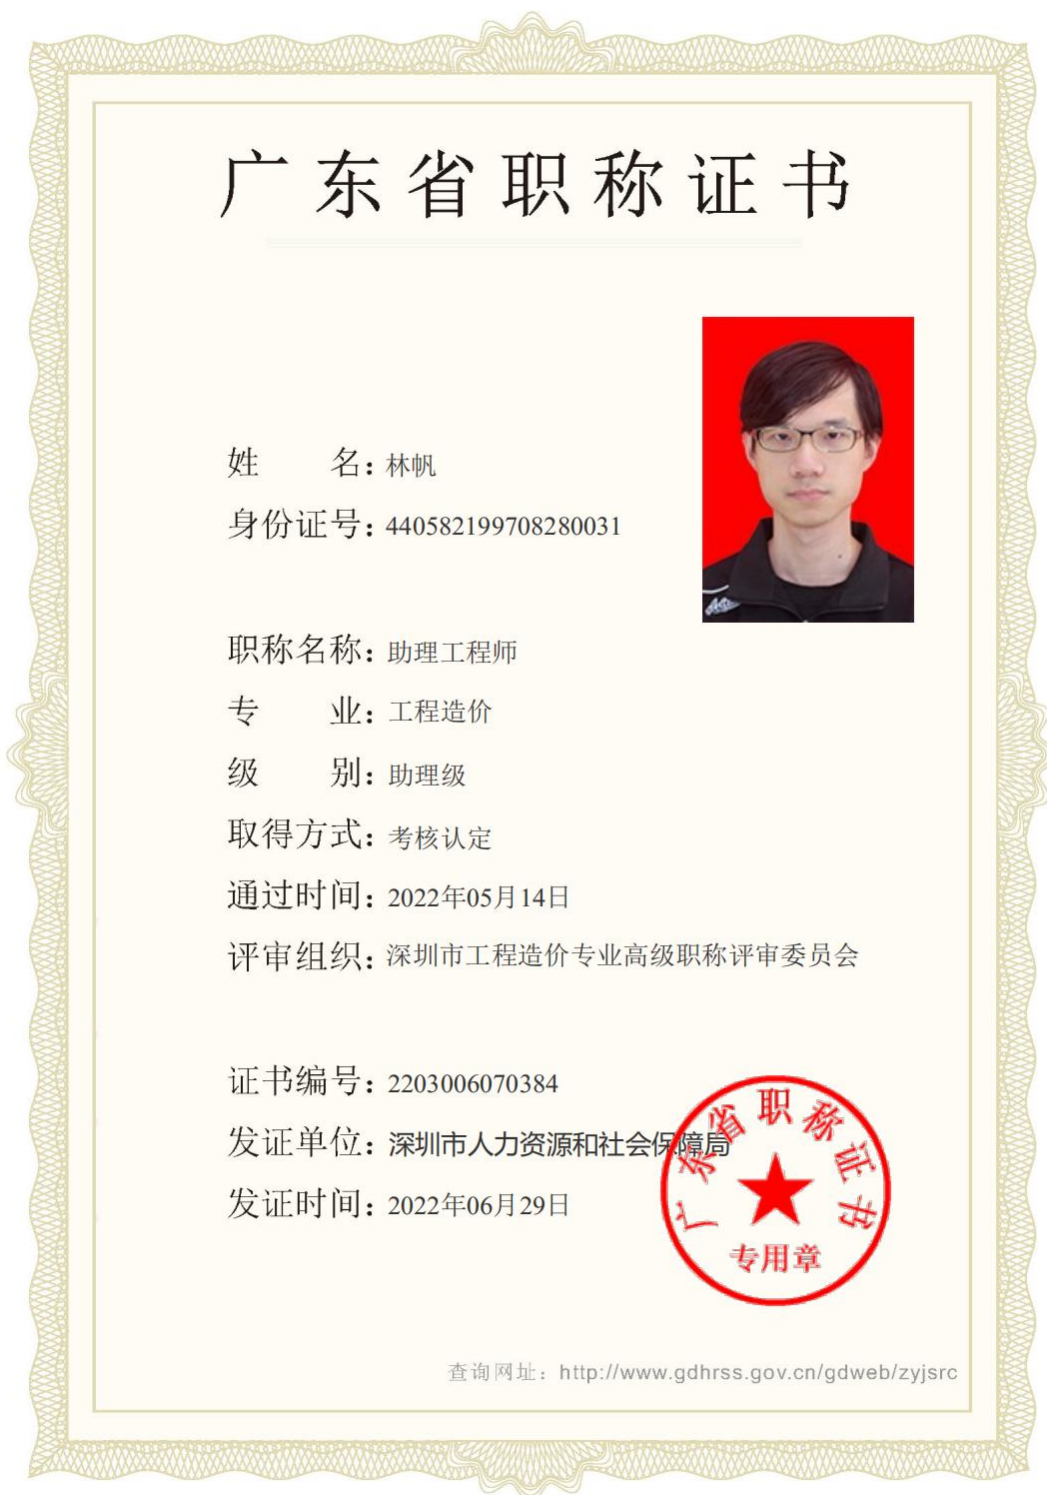 广东省职称证书
姓 名：林帆
身份证号：440582199708280031
职称名称：助理工程师
专 业：工程造价
级 别：助理级
取得方式：考核认定
通过时间：2022年05月14日
评审组织：深圳市工程造价专业高级职称评审委员会
证书编号：2203006070384
发证单位：深圳市人力资源和社会保障局
发证时间：2022年06月29日
广东省职称证书
专用章
查询网址：http://www.gdhrss.gov.cn/gdweb/zyjsrc